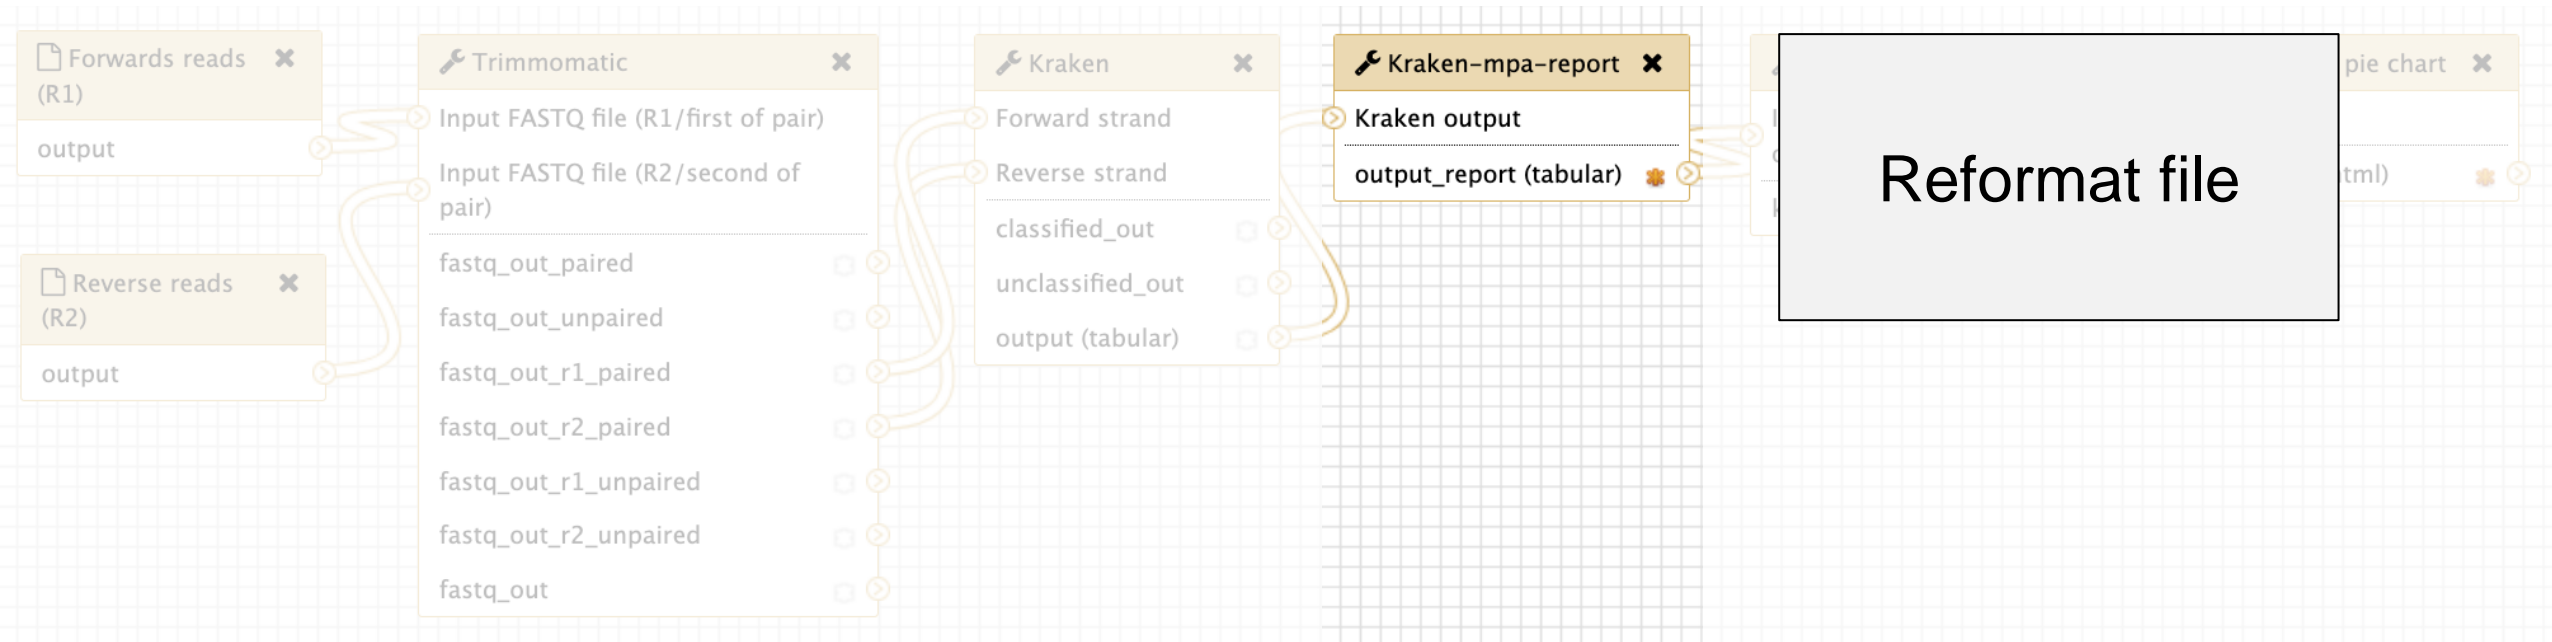 Forwards reads
(R1)
output
Reverse reads
(R2)
output
Trimmomatic
Input FASTQ file (R1/first of pair)
Input FASTQ file (R2/second of
pair)
fastq_out_paired
fastq_out_unpaired
fastq_out_r1_paired
fastq_out_r2_paired
fastq_out_r1_unpaired
fastq_out_r2_unpaired
fastq_out
Kraken
Forward strand
Reverse strand
classified_out
unclassified_out
output (tabular)
Kraken-mpa-report
Kraken output
output_report (tabular)
Reformat file
pie chart